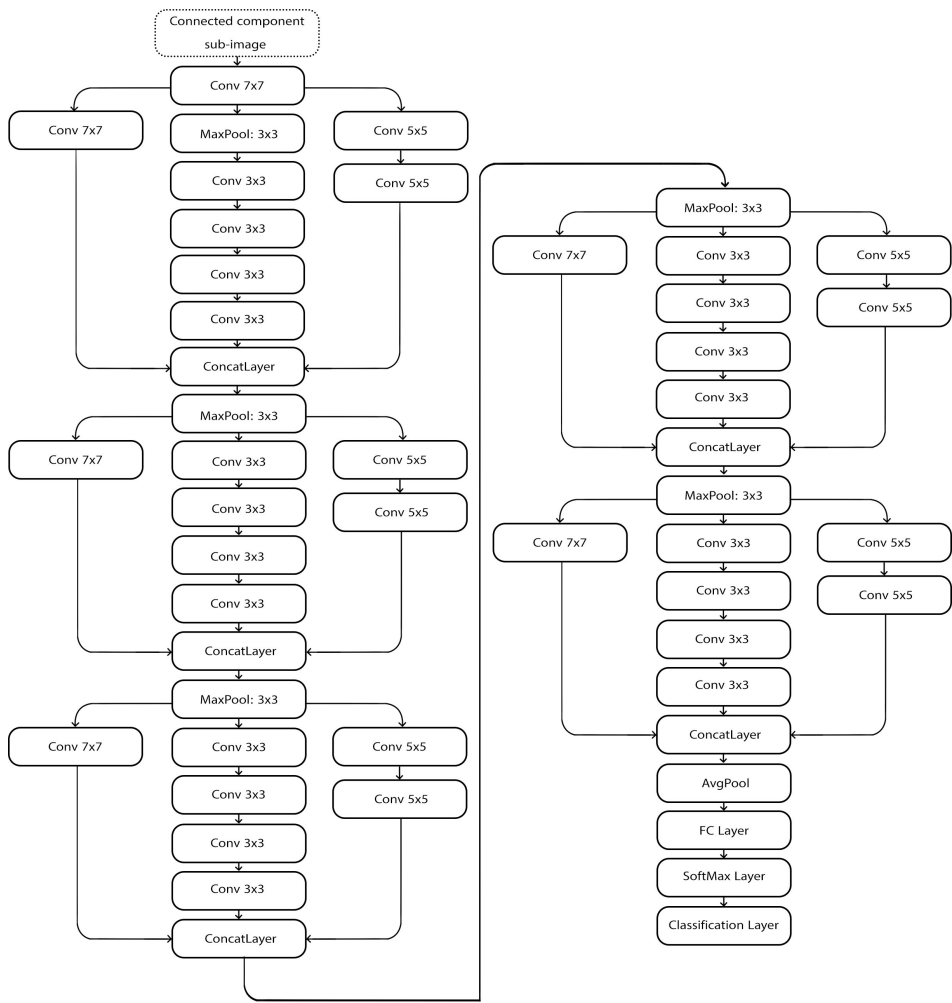 Connected component
sub-image
Conv 7x7
Conv 7x7
MaxPool: 3x3
Conv 5x5
Conv 3x3
Conv 5x5
Conv 3x3
Conv 3x3
Conv 3x3
ConcatLayer
MaxPool: 3x3
Conv 7x7
Conv 3x3
Conv 5x5
Conv 3x3
Conv 5x5
Conv 3x3
Conv 3x3
ConcatLayer
MaxPool: 3x3
Conv 7x7
Conv 3x3
Conv 5x5
Conv 3x3
Conv 5x5
Conv 3x3
Conv 3x3
ConcatLayer
MaxPool: 3x3
Conv 7x7
Conv 3x3
Conv 5x5
Conv 3x3
Conv 5x5
Conv 3x3
Conv 3x3
ConcatLayer
MaxPool: 3x3
Conv 7x7
Conv 3x3
Conv 5x5
Conv 3x3
Conv 5x5
Conv 3x3
Conv 3x3
ConcatLayer
AvgPool
FC Layer
SoftMax Layer
Classification Layer